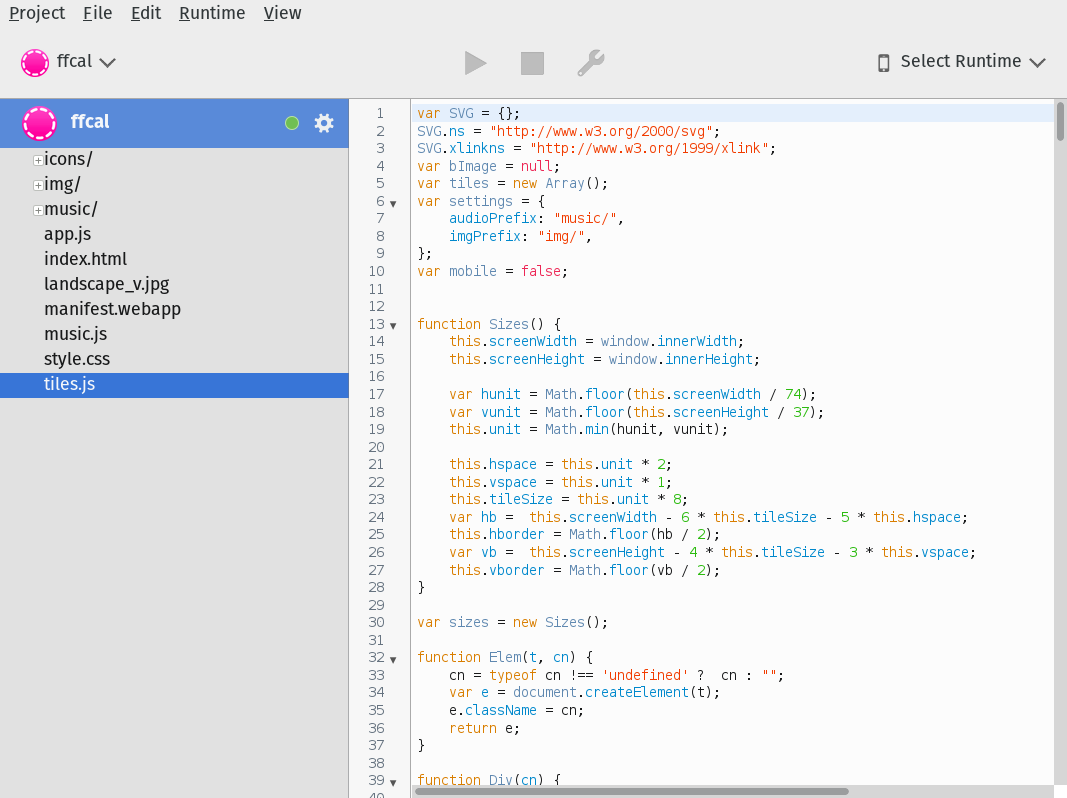 Project File Edit Runtime View
ffcal Select Runtime
ffcal
icons/
img/
music/
app.js
index.html
landscape_v.jpg
manifest.webapp
music.js
style.css
tiles.js
1 var SVG = {};
2 SVG.ns = "http://www.w3.org/2000/svg";
3 SVG.xlinkns = "http://www.w3.org/1999/xlink";
4 var bImage = null;
5 var tiles = new Array();
6 var settings = {
7     audioPrefix: "music/",
8     imgPrefix: "img/",
9 };
10 var mobile = false;
11
12
13 function Sizes() {
14     this.screenWidth = window.innerWidth;
15     this.screenHeight = window.innerHeight;
16
17     var hunit = Math.floor(this.screenWidth / 74);
18     var vunit = Math.floor(this.screenHeight / 37);
19     this.unit = Math.min(hunit, vunit);
20
21     this.hspace = this.unit * 2;
22     this.vspace = this.unit * 1;
23     this.tileSize = this.unit * 8;
24     var hb =  this.screenWidth - 6 * this.tileSize - 5 * this.hspace;
25     this.hborder = Math.floor(hb / 2);
26     var vb =  this.screenHeight - 4 * this.tileSize - 3 * this.vspace;
27     this.vborder = Math.floor(vb / 2);
28 }
29
30 var sizes = new Sizes();
31
32 function Elem(t, cn) {
33     cn = typeof cn !== 'undefined' ?  cn : "";
34     var e = document.createElement(t);
35     e.className = cn;
36     return e;
37 }
38
39 function Div(cn) {
40